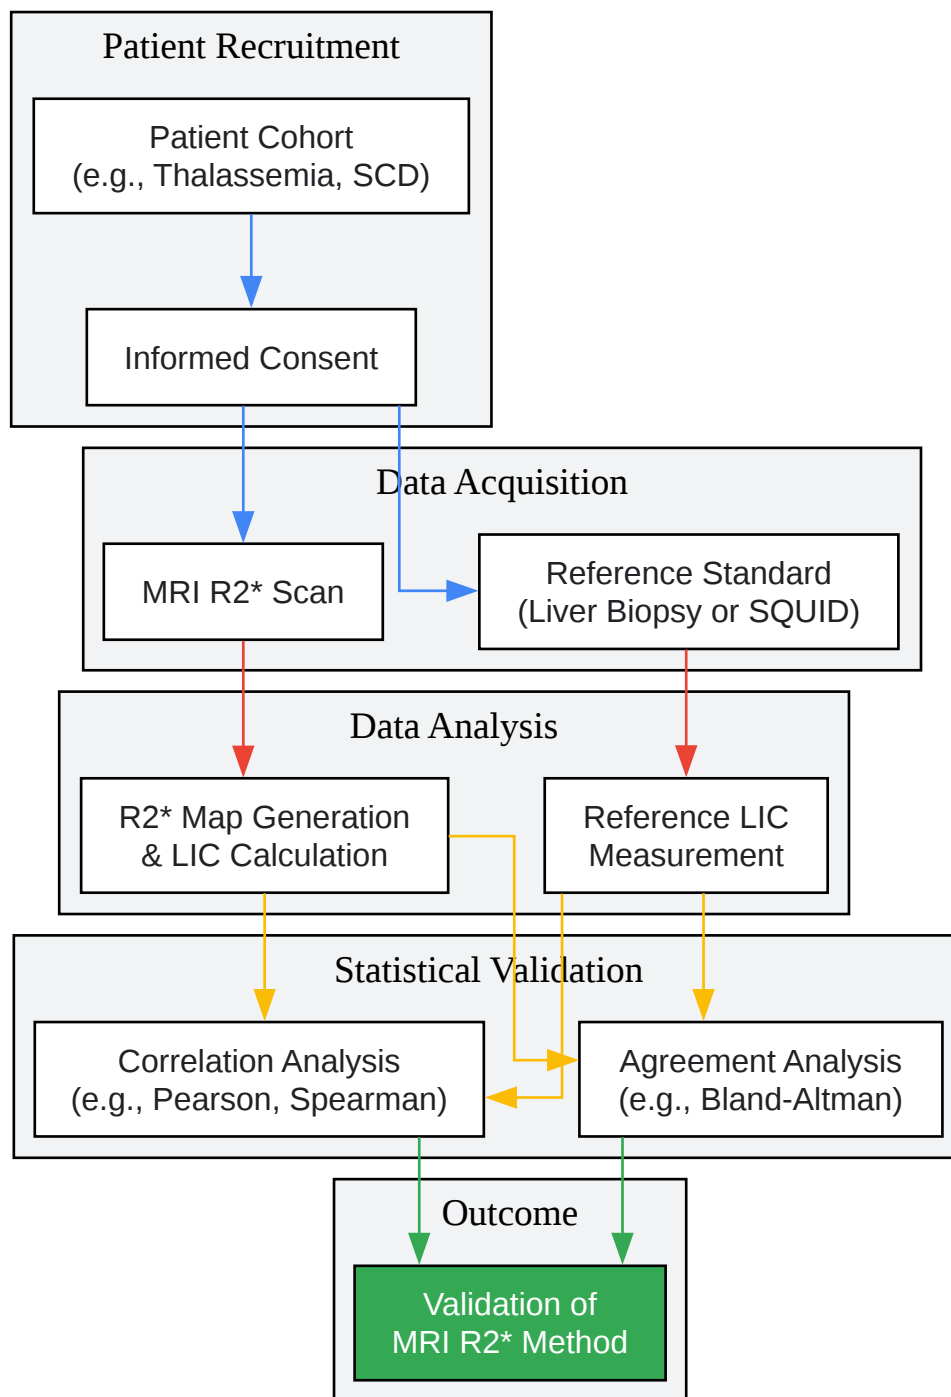 Patient Recruitment
Patient Cohort
(e.g., Thalassemia, SCD)
Informed Consent
Data Acquisition
MRI R2* Scan
Reference Standard
(Liver Biopsy or SQUID)
Data Analysis
R2* Map Generation
& LIC Calculation
Reference LIC
Measurement
Statistical Validation
Correlation Analysis
(e.g., Pearson, Spearman)
Agreement Analysis
(e.g., Bland-Altman)
Outcome
Validation of
MRI R2* Method